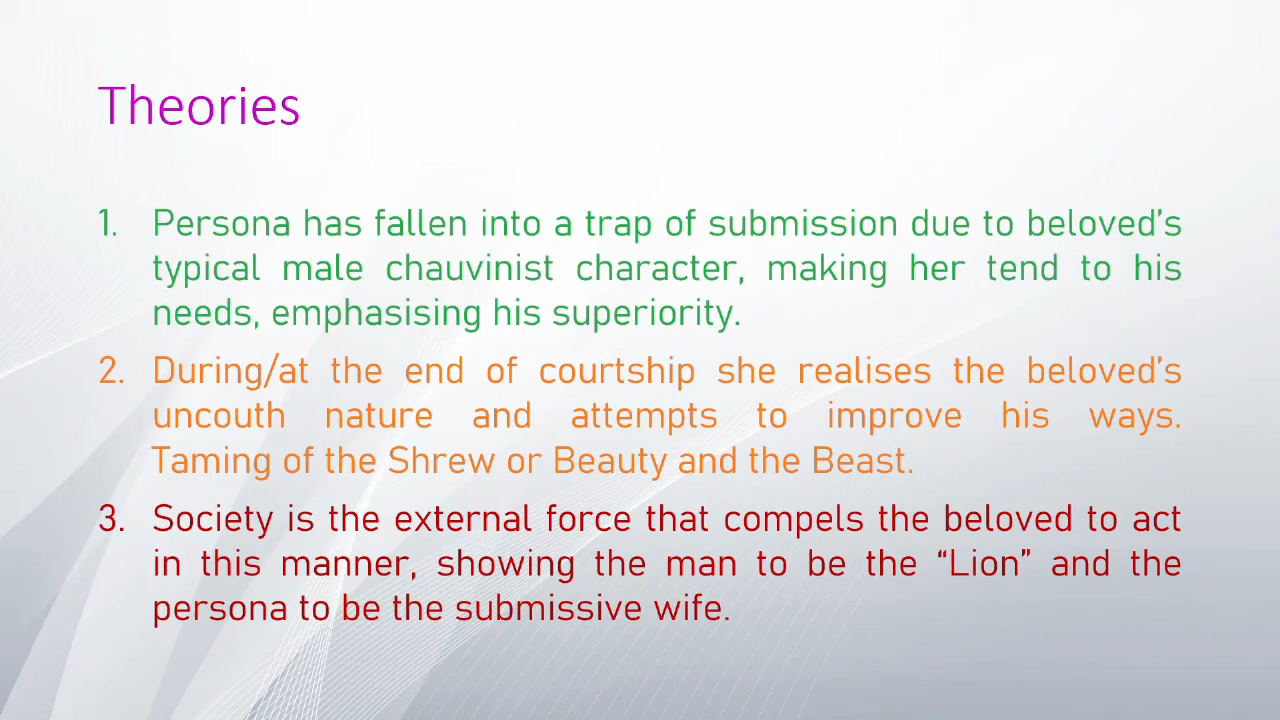 Theories
1. Persona has fallen into a trap of submission due to beloved's
typical male chauvinist character, making her tend to his
needs, emphasising his superiority.
2. During/at the end of courtship she realises the beloved's
uncouth nature and attempts to improve his ways.
Taming of the Shrew or Beauty and the Beast.
3. Society is the external force that compels the beloved to act
in this manner, showing the man to be the “Lion” and the
persona to be the submissive wife.